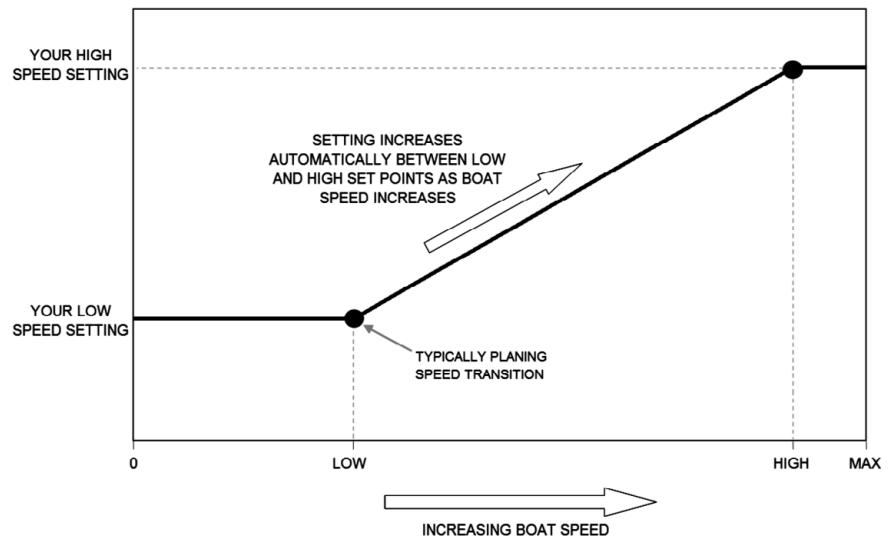 YOUR HIGH
SPEED SETTING
SETTING INCREASES
AUTOMATICALLY BETWEEN LOW
AND HIGH SET POINTS AS BOAT
SPEED INCREASES
YOUR LOW
SPEED SETTING
TYPICALLY PLANING
SPEED TRANSITION
0
LOW
HIGH
MAX
INCREASING BOAT SPEED